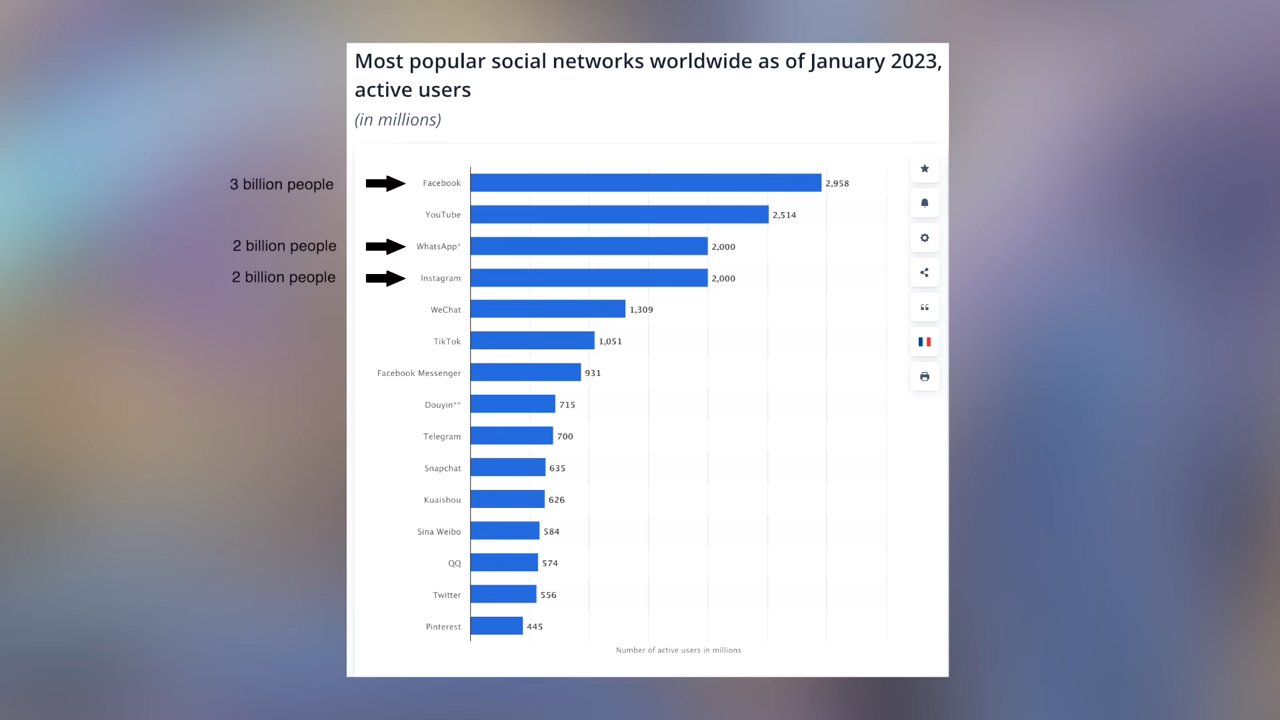 Most popular social networks worldwide as of January 2023,
active users
(in millions)
3 billion people
Facebook 2,958
YouTube 2,514
2 billion people
WhatsApp* 2,000
2 billion people
Instagram 2,000
WeChat 1,309
TikTok 1,051
Facebook Messenger 931
Douyin** 715
Telegram 700
Snapchat 635
Kuaishou 626
Sina Weibo 584
QQ 574
Twitter 556
Pinterest 445
Number of active users in millions